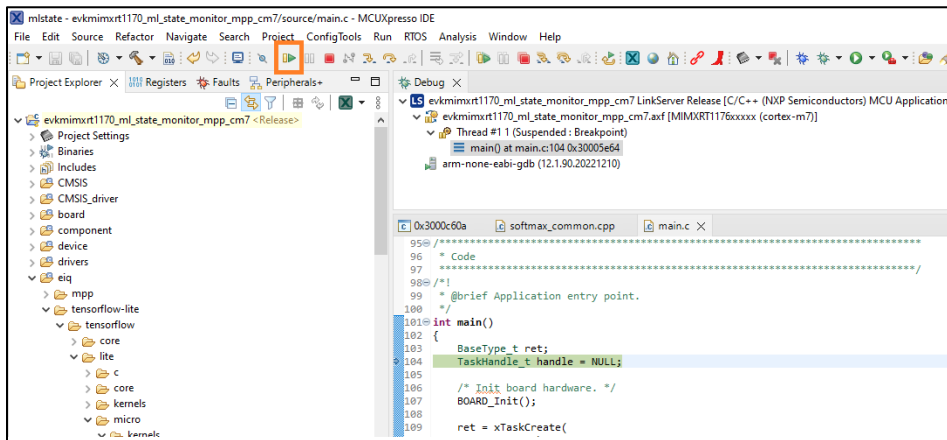 mlstate - evkmimxrt1170_ml_state_monitor_mpp_cm7/source/main.c - MCUXpresso IDE
File Edit Source Refactor Navigate Search Project ConfigTools Run RTOS Analysis Window Help
Project Explorer Registers Faults Peripherals+
evkmimxrt1170_ml_state_monitor_mpp_cm7 <Release>
Project Settings
Binaries
Includes
CMSIS
CMSIS_driver
board
component
device
drivers
eiq
mpp
tensorflow-lite
tensorflow
core
lite
c
core
kernels
micro
kernels
Debug
LS evkmimxrt1170_ml_state_monitor_mpp_cm7 LinkServer Release [C/C++ (NXP Semiconductors) MCU Application
evkmimxrt1170_ml_state_monitor_mpp_cm7.axf [MIMXRT1176xxxxx (cortex-m7)]
Thread #1 1 (Suspended : Breakpoint)
main() at main.c:104 0x30005e64
arm-none-eabi-gdb (12.1.90.20221210)
0x3000c60a softmax_common.cpp main.c
95 /*******************************************************************************
96 * Code
97 ******************************************************************************/
98 /*!
99 * @brief Application entry point.
100 */
101 int main()
102 {
103 BaseType_t ret;
104 TaskHandle_t handle = NULL;
105
106 /* Init board hardware. */
107 BOARD_Init();
108
109 ret = xTaskCreate(